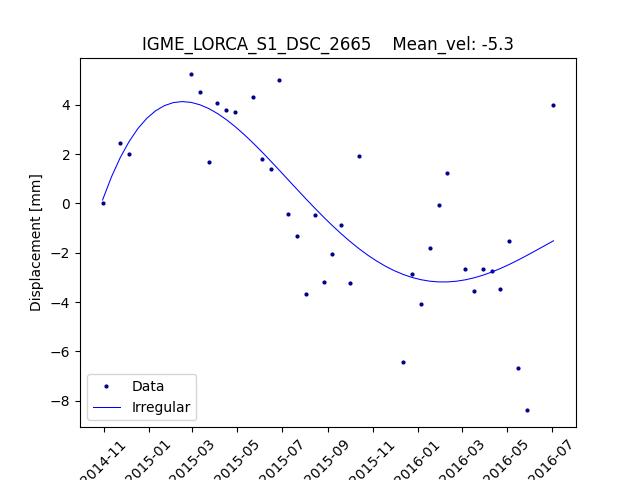 IGME_LORCA_S1_DSC_2665    Mean_vel: -5.3
Displacement [mm]
4
2
0
−2
−4
−6
−8
Data
Irregular
2014-11 2015-01 2015-03 2015-05 2015-07 2015-09 2015-11 2016-01 2016-03 2016-05 2016-07